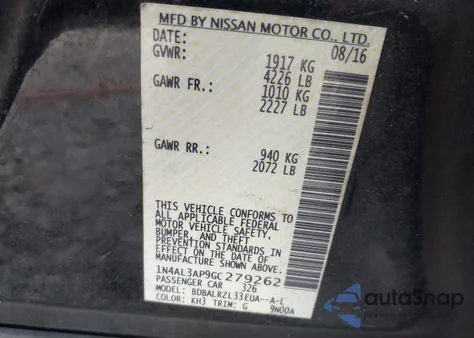 MFD BY NISSAN MOTOR CO., LTD.
DATE: 08/16
GVWR: 1917 KG
4226 LB
GAWR FR.: 1010 KG
2227 LB
GAWR RR.: 940 KG
2072 LB
THIS VEHICLE CONFORMS TO
ALL APPLICABLE FEDERAL
MOTOR VEHICLE SAFETY,
BUMPER, AND THEFT
PREVENTION STANDARDS IN
EFFECT ON THE DATE OF
MANUFACTURE SHOWN ABOVE.
1N4AL3AP9GC279262
PASSENGER CAR 326
MODEL: BDBALRZL33EUA--A-L
COLOR: KH3 TRIM: G 9N00A
AutoSnap